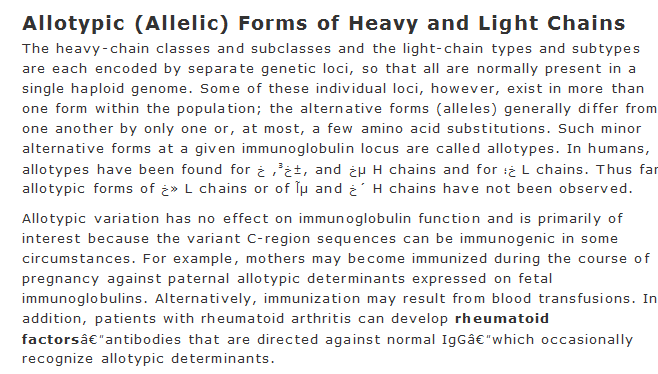 Allotypic (Allelic) Forms of Heavy and Light Chains
The heavy-chain classes and subclasses and the light-chain types and subtypes
are each encoded by separate genetic loci, so that all are normally present in a
single haploid genome. Some of these individual loci, however, exist in more than
one form within the population; the alternative forms (alleles) generally differ from
one another by only one or, at most, a few amino acid substitutions. Such minor
alternative forms at a given immunoglobulin locus are called allotypes. In humans,
allotypes have been found for خ ,³خ±, and خµ H chains and for ؛خ L chains. Thus far
allotypic forms of خ» L chains or of Îµ and خ´ H chains have not been observed.
Allotypic variation has no effect on immunoglobulin function and is primarily of
interest because the variant C-region sequences can be immunogenic in some
circumstances. For example, mothers may become immunized during the course of
pregnancy against paternal allotypic determinants expressed on fetal
immunoglobulins. Alternatively, immunization may result from blood transfusions. In
addition, patients with rheumatoid arthritis can develop rheumatoid
factorsâ€"antibodies that are directed against normal IgGâ€"which occasionally
recognize allotypic determinants.